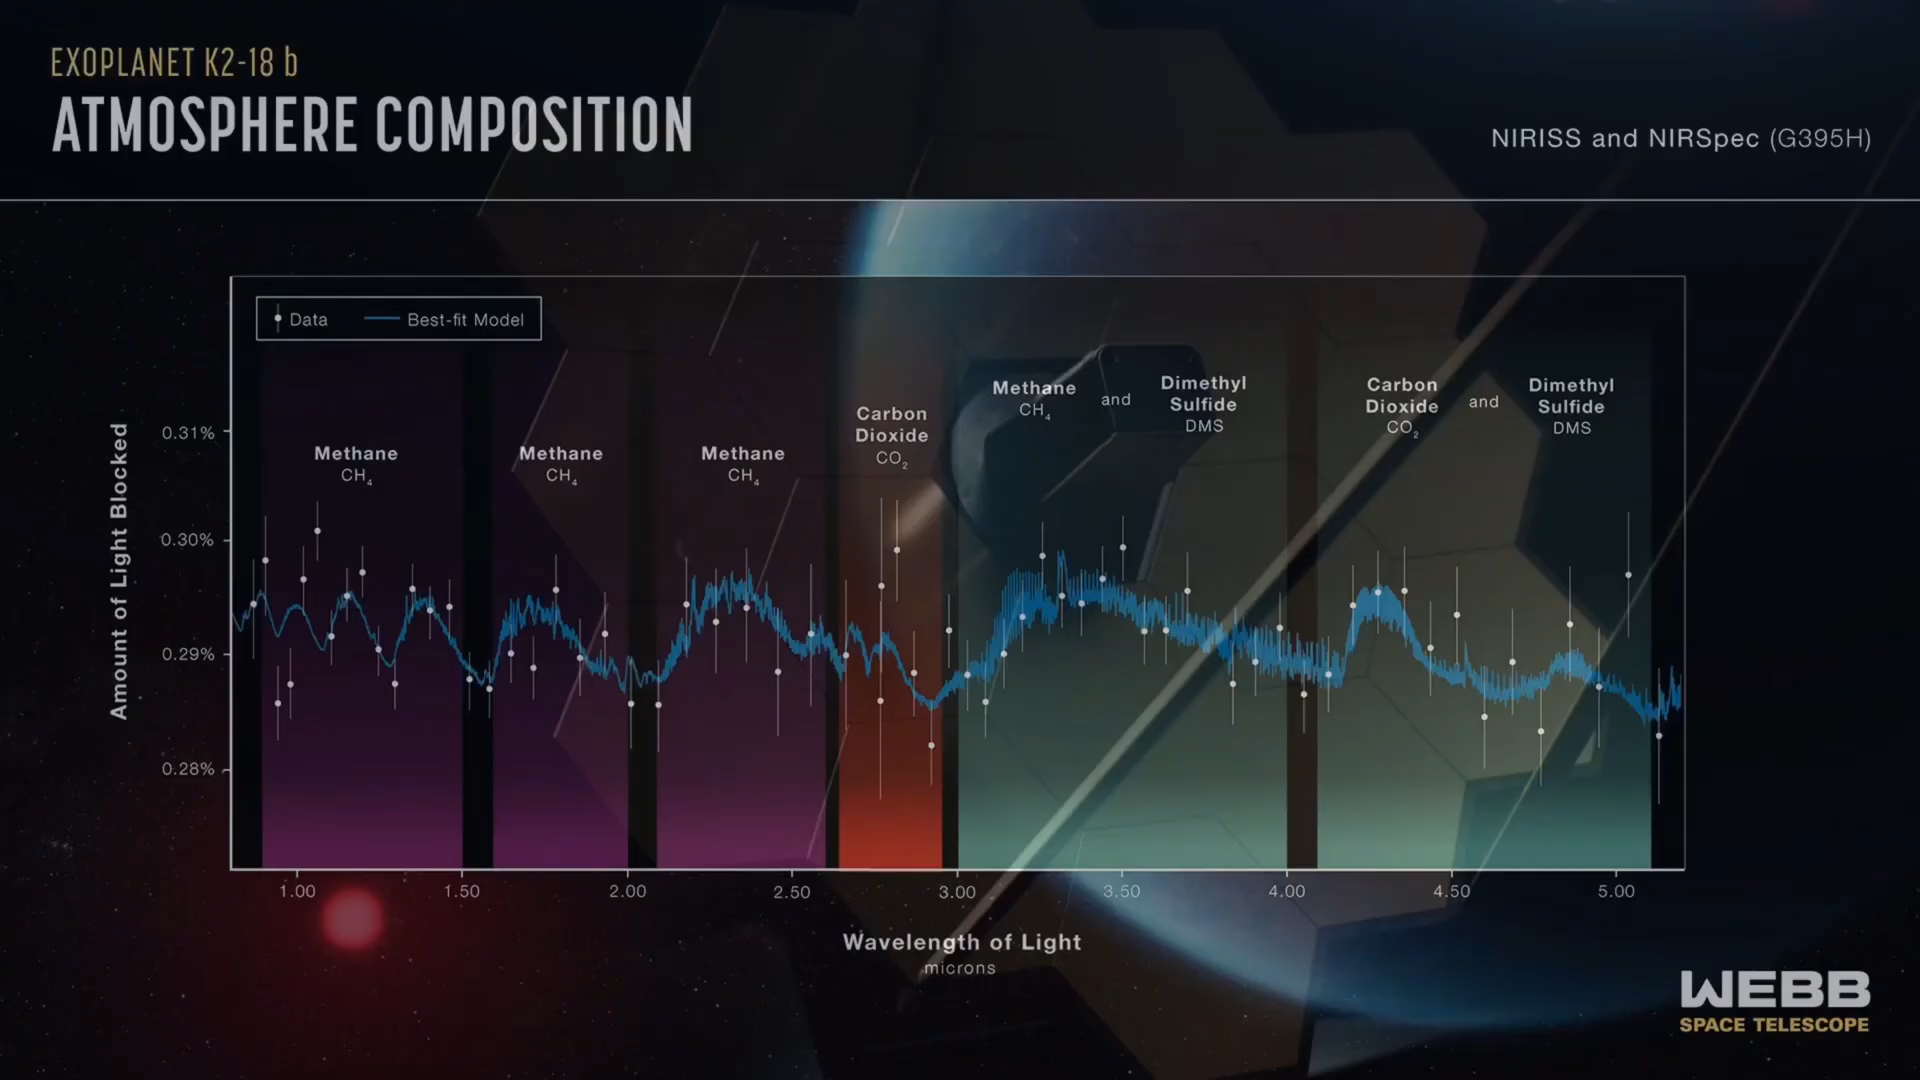 EXOPLANET K2-18 b
ATMOSPHERE COMPOSITION
NIRISS and NIRSpec (G395H)
Data
Best-fit Model
Methane
CH₄
Methane
CH₄
Methane
CH₄
Carbon
Dioxide
CO₂
Methane
CH₄
and
Dimethyl
Sulfide
DMS
Carbon
Dioxide
CO₂
and
Dimethyl
Sulfide
DMS
Amount of Light Blocked
0.31%
0.30%
0.29%
0.28%
1.00 1.50 2.00 2.50 3.00 3.50 4.00 4.50 5.00
Wavelength of Light
microns
WEBB
SPACE TELESCOPE